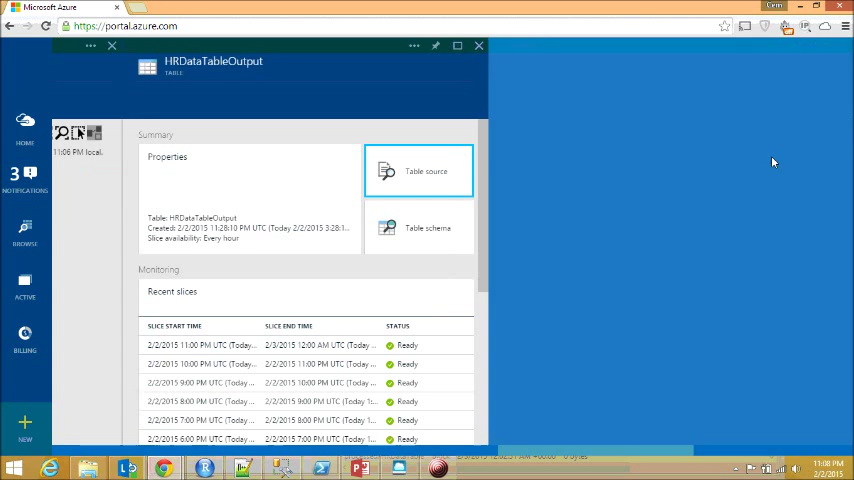 Microsoft Azure
Cem
https://portal.azure.com
HRDataTableOutput
TABLE
HOME
11:06 PM local.
3
NOTIFICATIONS
BROWSE
ACTIVE
BILLING
NEW
Summary
Properties
Table: HRDataTableOutput
Created: 2/2/2015 11:28:10 PM UTC (Today 2/2/2015 3:28:1...
Slice availability: Every hour
Table source
Table schema
Monitoring
Recent slices
SLICE START TIME SLICE END TIME STATUS
2/2/2015 11:00 PM UTC (Today... 2/3/2015 12:00 AM UTC (Today ... Ready
2/2/2015 10:00 PM UTC (Today... 2/2/2015 11:00 PM UTC (Today ... Ready
2/2/2015 9:00 PM UTC (Today ... 2/2/2015 10:00 PM UTC (Today ... Ready
2/2/2015 8:00 PM UTC (Today ... 2/2/2015 9:00 PM UTC (Today 1:... Ready
2/2/2015 7:00 PM UTC (Today ... 2/2/2015 8:00 PM UTC (Today 1... Ready
2/2/2015 6:00 PM UTC (Today ... 2/2/2015 7:00 PM UTC (Today 1... Ready
11:08 PM
2/2/2015